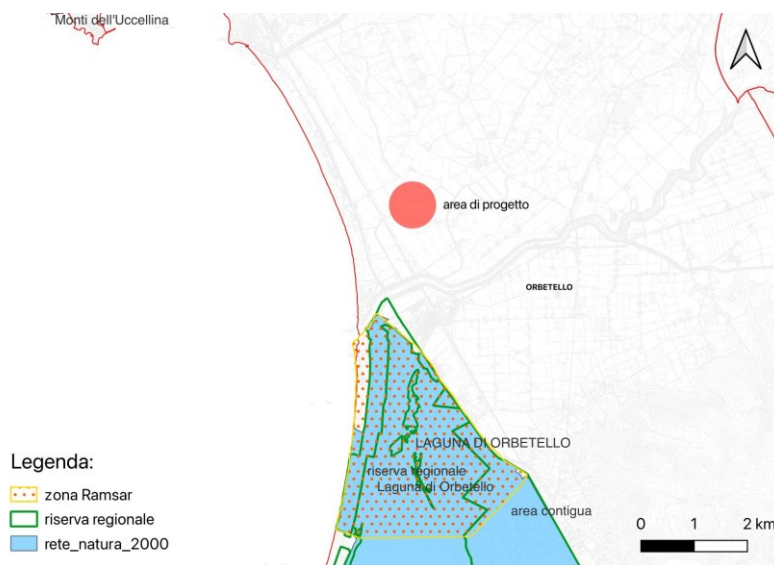 Monti dell'Uccellina
area di progetto
ORBETELLO
LAGUNA DI ORBETELLO
riserva regionale
Laguna di Orbetello
area contigua
Legenda:
zona Ramsar
riserva regionale
rete_natura_2000
0 1 2 km